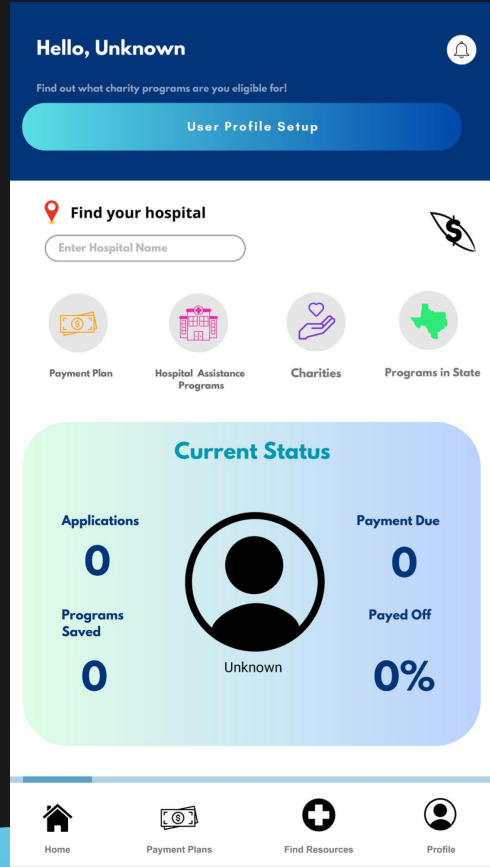 Hello, Unknown
Find out what charity programs are you eligible for!
User Profile Setup
Find your hospital
Enter Hospital Name
$
Payment Plan
Hospital Assistance
Programs
Charities
Programs in State
Current Status
Applications
0
Payment Due
0
Programs
Saved
0
Payed Off
0%
Unknown
Home
Payment Plans
Find Resources
Profile